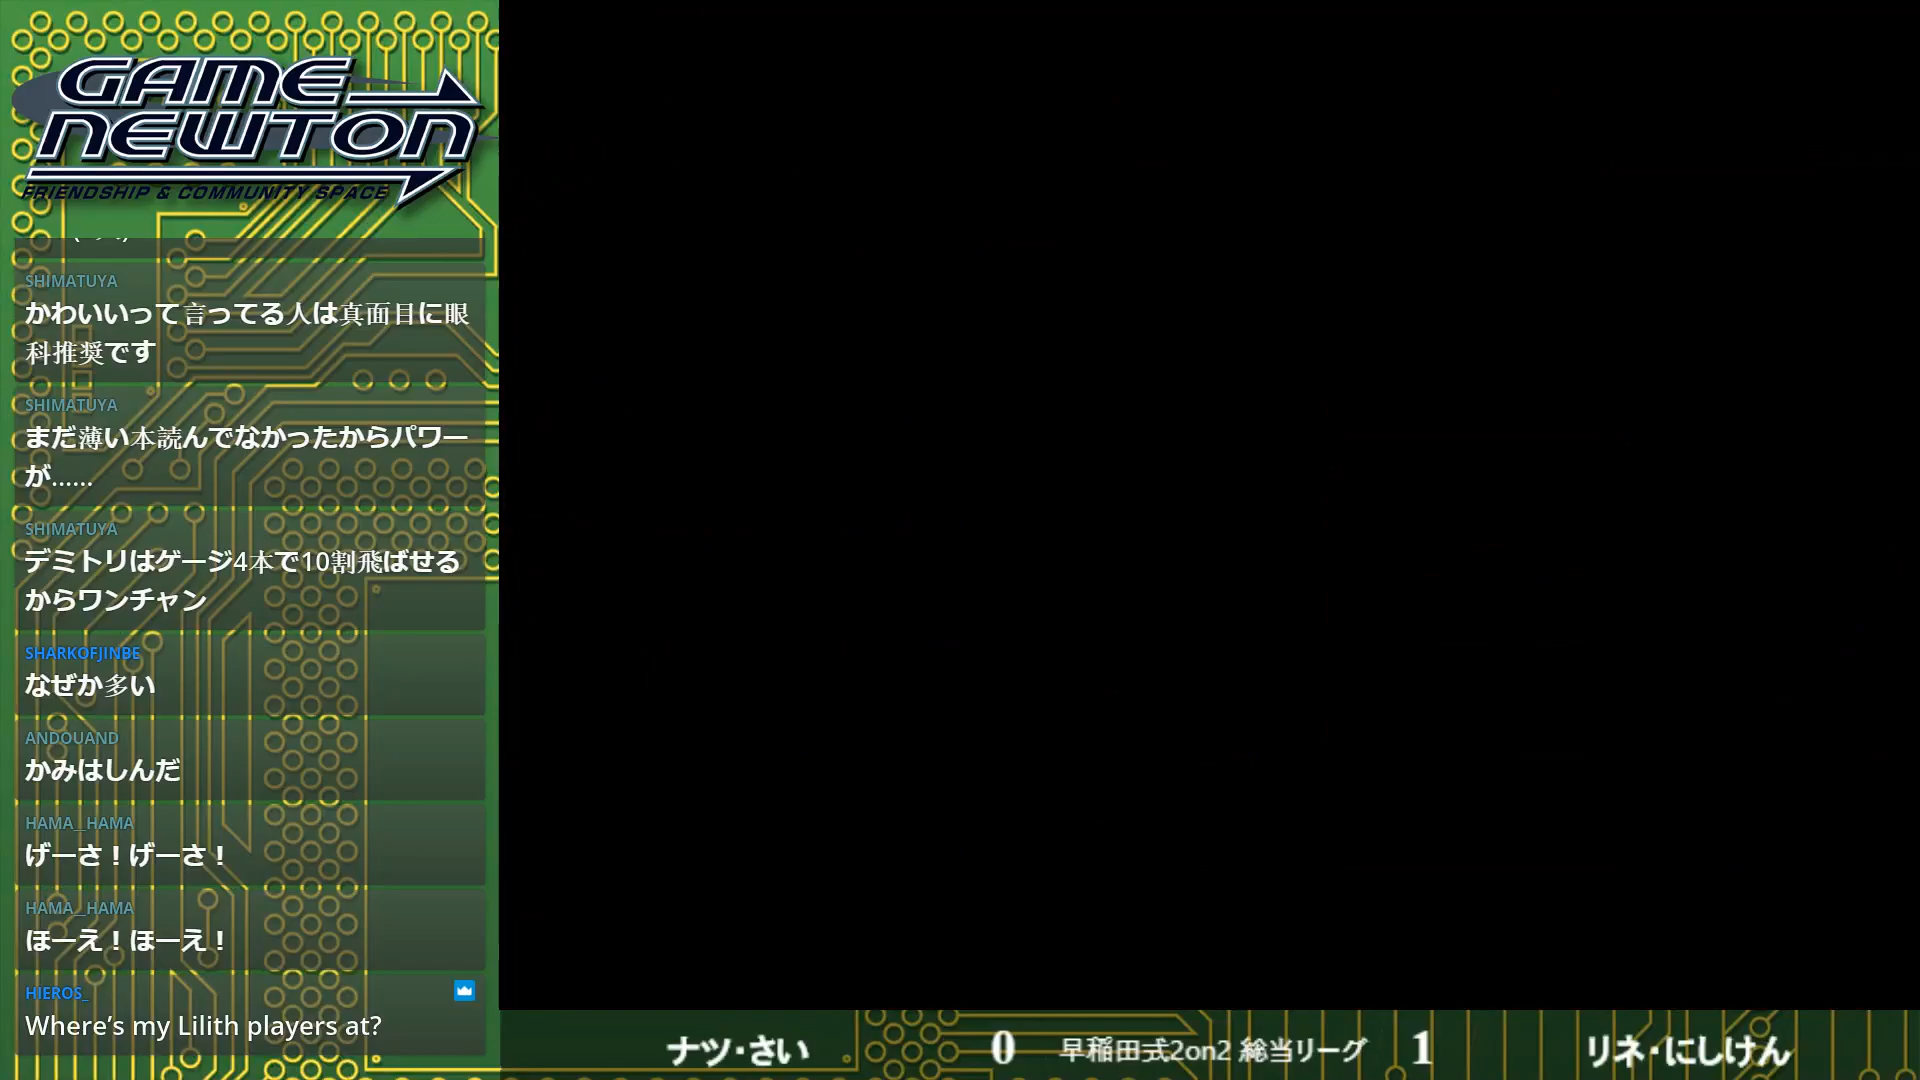 GAME
NEWTON
FRIENDSHIP & COMMUNITY SPACE
SHIMATUYA
かわいいって言ってる人は真面目に眼
科推奨です
SHIMATUYA
まだ薄い本読んでなかったからパワー
が......
SHIMATUYA
デミトリはゲージ4本で10割飛ばせる
からワンチャン
SHARKOFJINBE
なぜか多い
ANDOUAND
かみはしんだ
HAMA__HAMA
げーさ！げーさ！
HAMA__HAMA
ほーえ！ほーえ！
HIEROS_
Where’s my Lilith players at?
ナツ・さい 0 早稲田式2on2 総当リーグ 1 リネ・にしけん